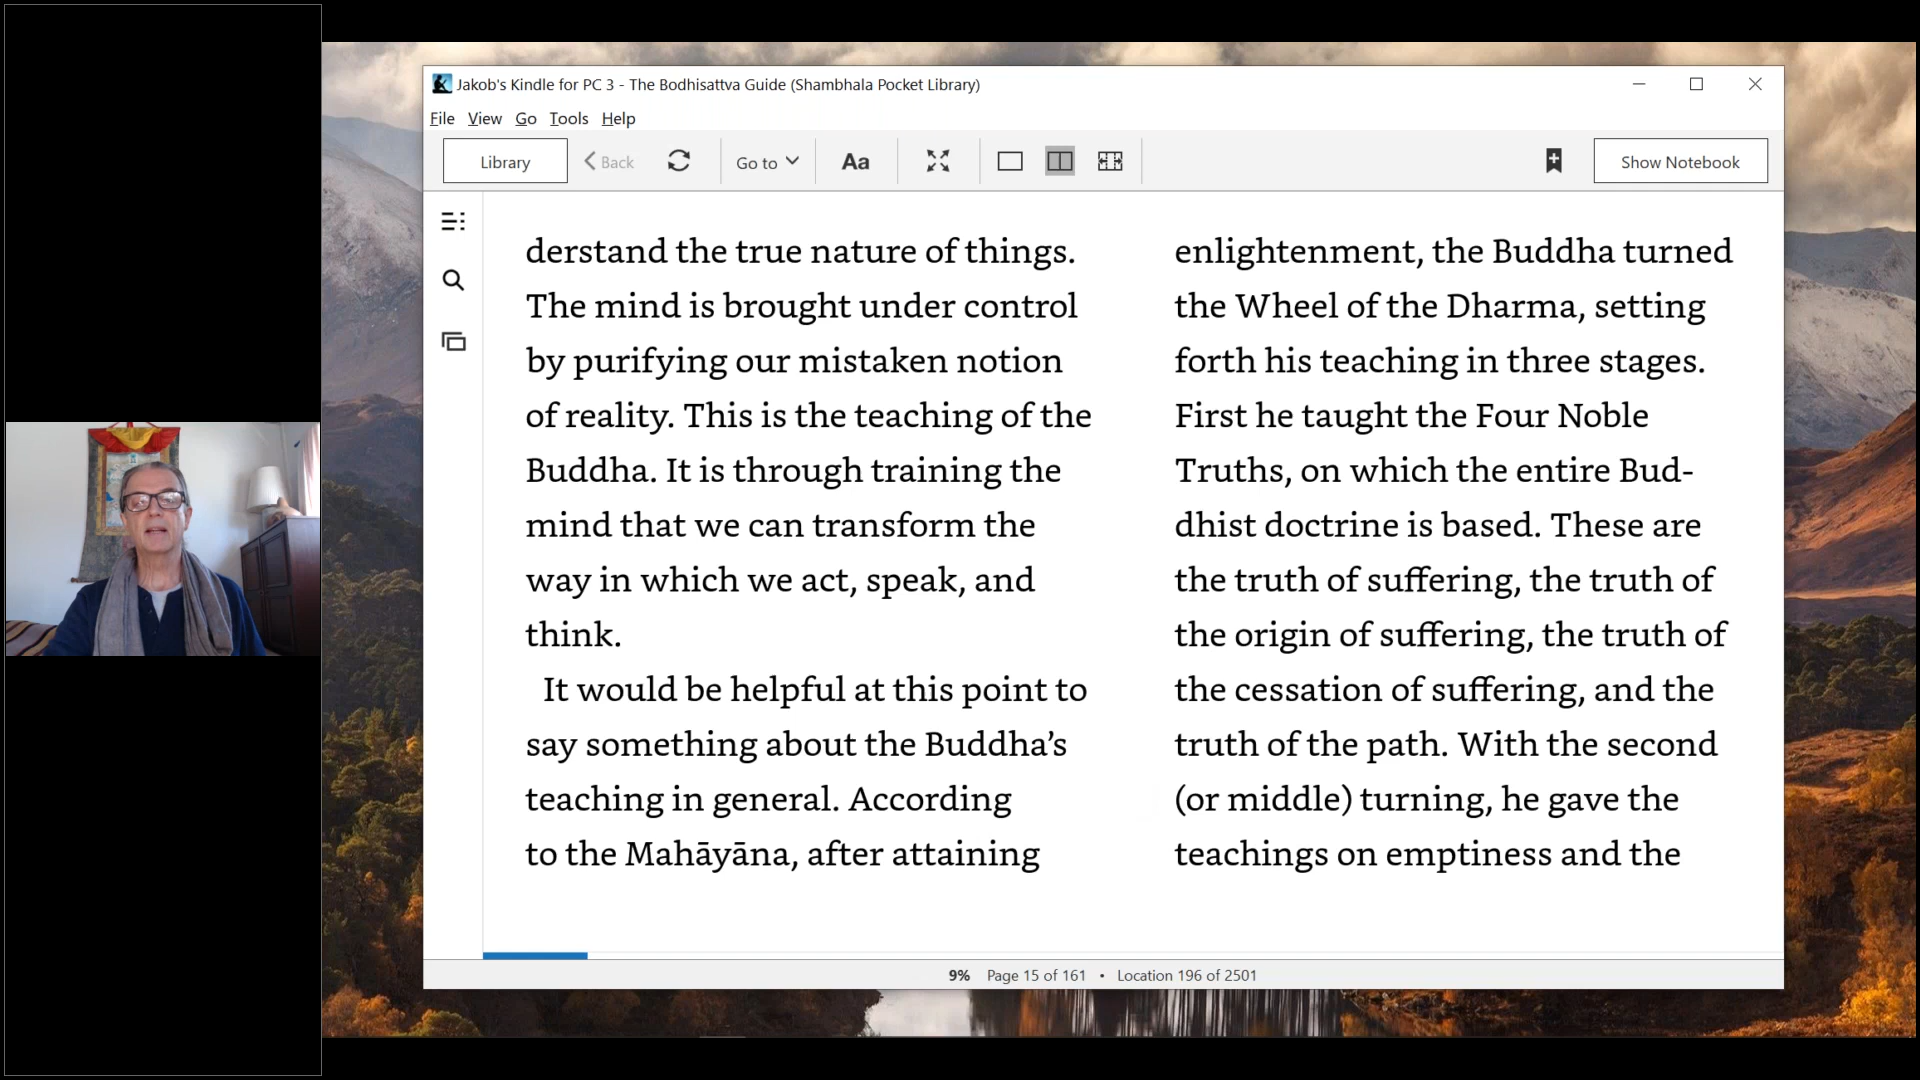 Jakob's Kindle for PC 3 - The Bodhisattva Guide (Shambhala Pocket Library)
File View Go Tools Help
Library Back Go to Aa Show Notebook
derstand the true nature of things.
The mind is brought under control
by purifying our mistaken notion
of reality. This is the teaching of the
Buddha. It is through training the
mind that we can transform the
way in which we act, speak, and
think.
It would be helpful at this point to
say something about the Buddha’s
teaching in general. According
to the Mahāyāna, after attaining
enlightenment, the Buddha turned
the Wheel of the Dharma, setting
forth his teaching in three stages.
First he taught the Four Noble
Truths, on which the entire Bud-
dhist doctrine is based. These are
the truth of suffering, the truth of
the origin of suffering, the truth of
the cessation of suffering, and the
truth of the path. With the second
(or middle) turning, he gave the
teachings on emptiness and the
9% Page 15 of 161 • Location 196 of 2501